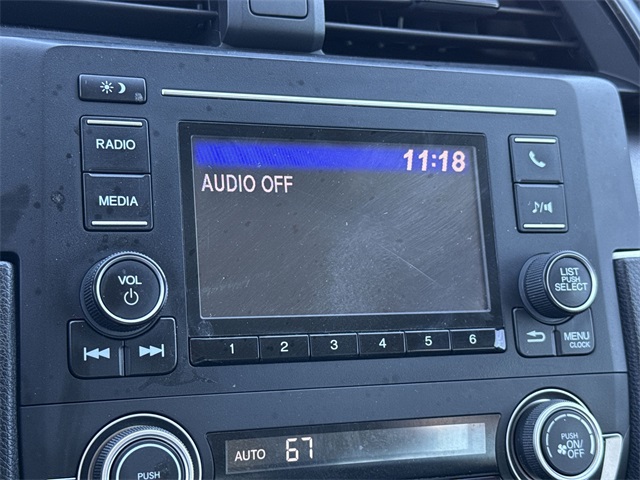 RADIO
MEDIA
VOL
11:18
AUDIO OFF
1 2 3 4 5 6
LIST
PUSH
SELECT
MENU
CLOCK
AUTO 67
PUSH
PUSH
ON/
OFF